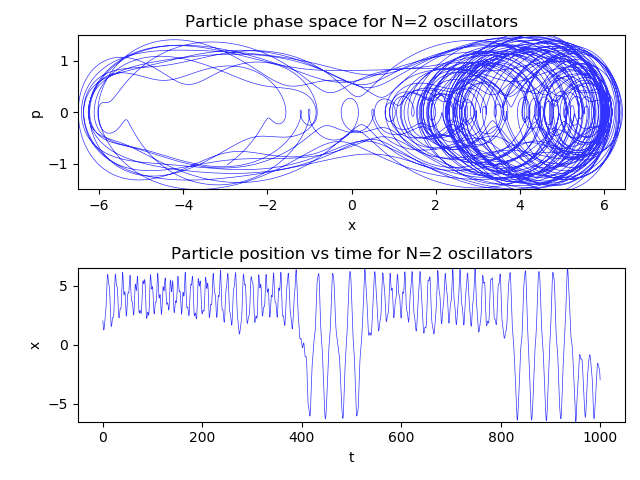 Particle phase space for N=2 oscillators
1
0
−1
p
−6 −4 −2 0 2 4 6
x
Particle position vs time for N=2 oscillators
5
0
−5
x
0 200 400 600 800 1000
t